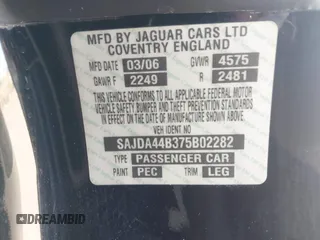 MFD BY JAGUAR CARS LTD
COVENTRY ENGLAND
MFD DATE 03/06 GVWR 4575
GAWR F 2249 R 2481
THIS VEHICLE CONFORMS TO ALL APPLICABLE FEDERAL MOTOR
VEHICLE SAFETY BUMPER AND THEFT PREVENTION STANDARDS
IN EFFECT ON THE DATE OF MANUFACTURE SHOWN ABOVE
VEH IDENT NO
SAJDA44B375B02282
TYPE PASSENGER CAR
PAINT PEC TRIM LEG
DREAMBID